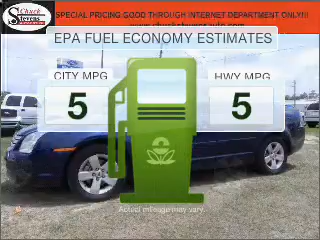 Chuck
Stevens
SPECIAL PRICING GOOD THROUGH INTERNET DEPARTMENT ONLY!!!
EPA FUEL ECONOMY ESTIMATES
CITY MPG
HWY MPG
5
5
Actual mileage may vary.